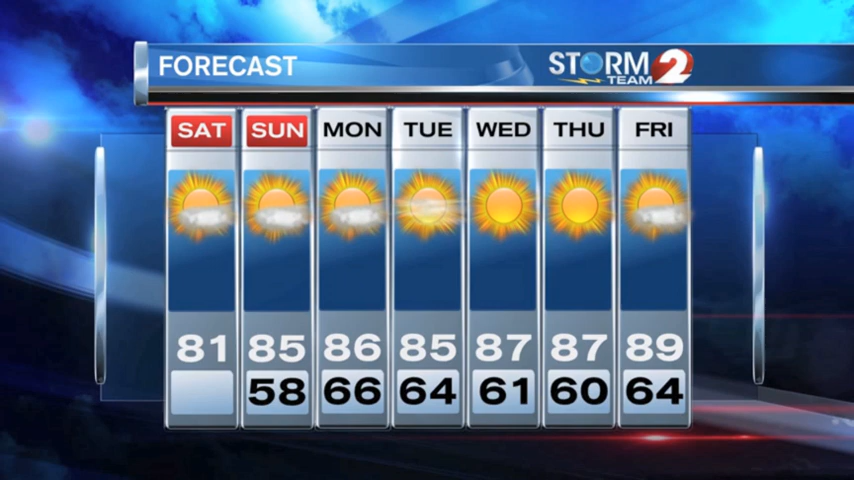 FORECAST
STORM 2
TEAM
SAT SUN MON TUE WED THU FRI
81 85 86 85 87 87 89
58 66 64 61 60 64